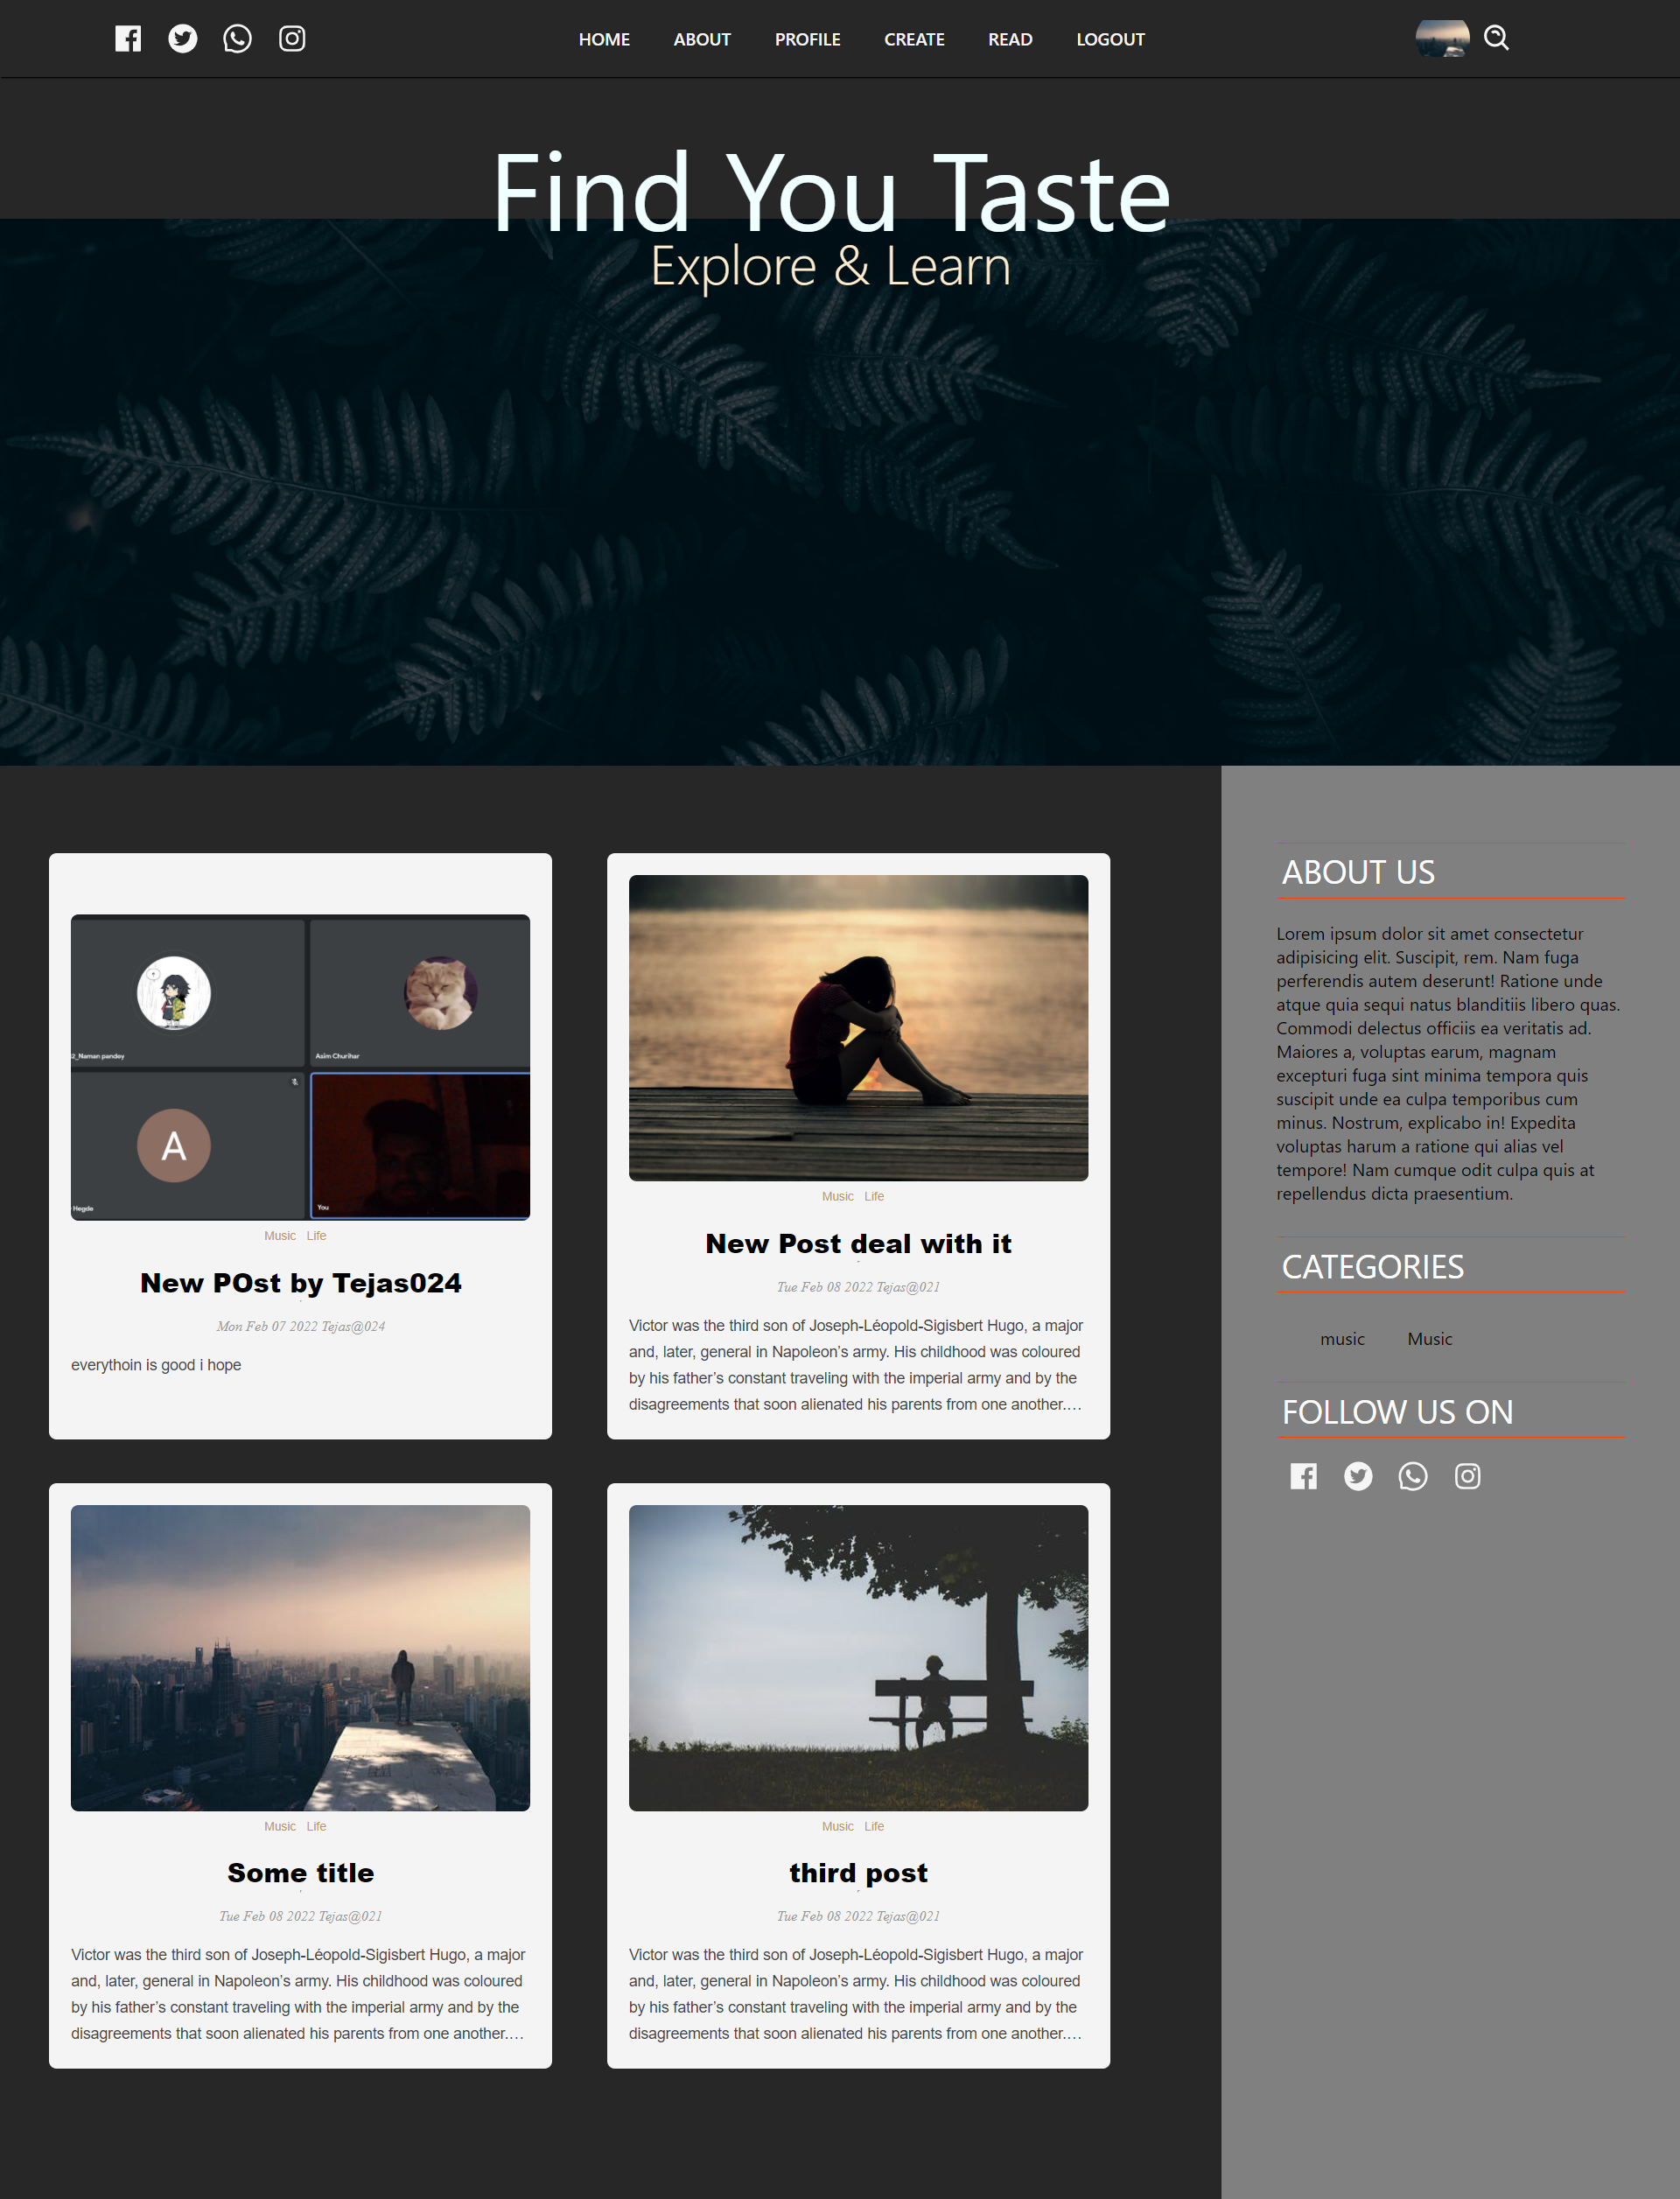 HOME ABOUT PROFILE CREATE READ LOGOUT
Find You Taste
Explore & Learn
2_Naman pandey
Asim Churihar
A
Hegde
You
Music Life
New POst by Tejas024
Mon Feb 07 2022 Tejas@024
everythoin is good i hope
Music Life
New Post deal with it
Tue Feb 08 2022 Tejas@021
Victor was the third son of Joseph-Léopold-Sigisbert Hugo, a major
and, later, general in Napoleon’s army. His childhood was coloured
by his father’s constant traveling with the imperial army and by the
disagreements that soon alienated his parents from one another.…
Music Life
Some title
Tue Feb 08 2022 Tejas@021
Victor was the third son of Joseph-Léopold-Sigisbert Hugo, a major
and, later, general in Napoleon’s army. His childhood was coloured
by his father’s constant traveling with the imperial army and by the
disagreements that soon alienated his parents from one another.…
Music Life
third post
Tue Feb 08 2022 Tejas@021
Victor was the third son of Joseph-Léopold-Sigisbert Hugo, a major
and, later, general in Napoleon’s army. His childhood was coloured
by his father’s constant traveling with the imperial army and by the
disagreements that soon alienated his parents from one another.…
ABOUT US
Lorem ipsum dolor sit amet consectetur
adipisicing elit. Suscipit, rem. Nam fuga
perferendis autem deserunt! Ratione unde
atque quia sequi natus blanditiis libero quas.
Commodi delectus officiis ea veritatis ad.
Maiores a, voluptas earum, magnam
excepturi fuga sint minima tempora quis
suscipit unde ea culpa temporibus cum
minus. Nostrum, explicabo in! Expedita
voluptas harum a ratione qui alias vel
tempore! Nam cumque odit culpa quis at
repellendus dicta praesentium.
CATEGORIES
music Music
FOLLOW US ON